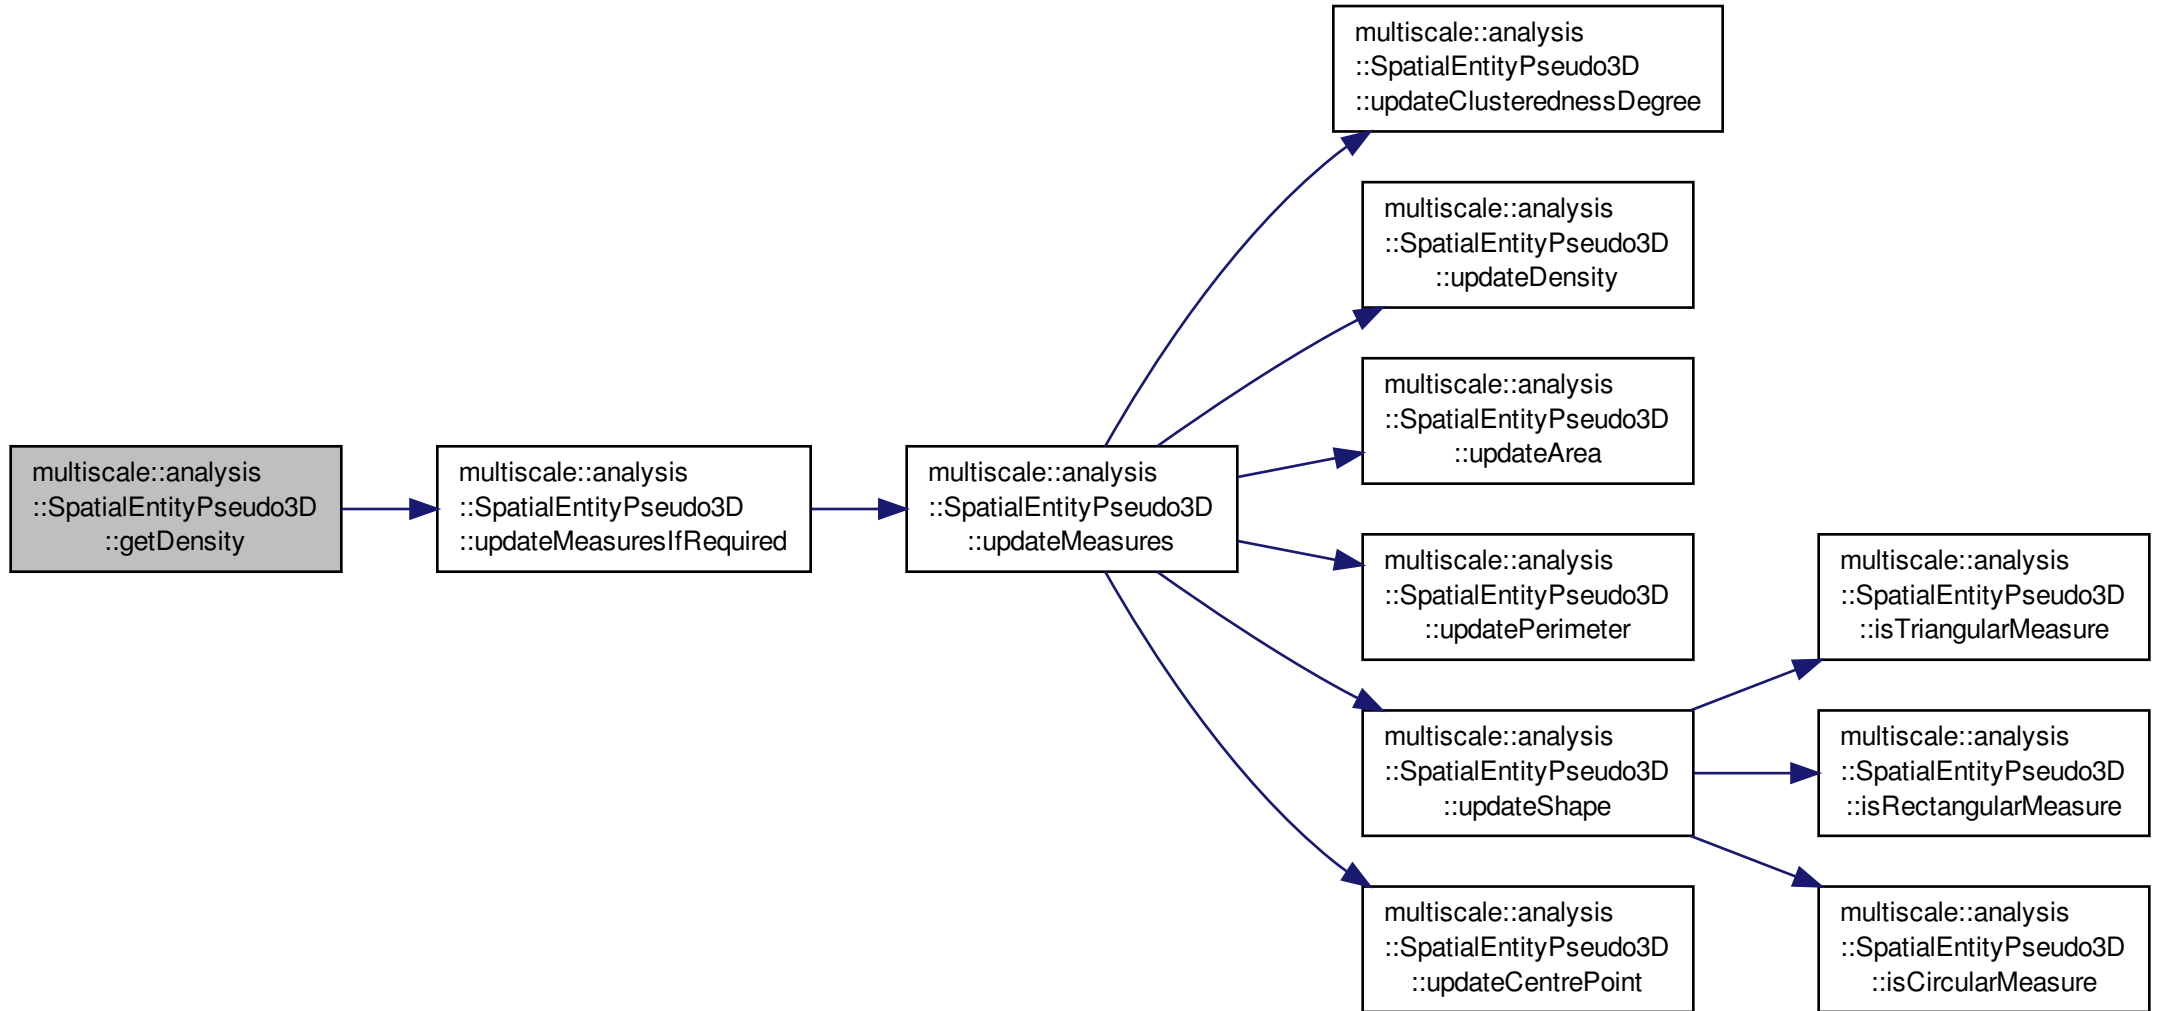 multiscale::analysis
::SpatialEntityPseudo3D
::updateClusterednessDegree
multiscale::analysis
::SpatialEntityPseudo3D
::updateDensity
multiscale::analysis
::SpatialEntityPseudo3D
::updateArea
multiscale::analysis
::SpatialEntityPseudo3D
::getDensity
multiscale::analysis
::SpatialEntityPseudo3D
::updateMeasuresIfRequired
multiscale::analysis
::SpatialEntityPseudo3D
::updateMeasures
multiscale::analysis
::SpatialEntityPseudo3D
::updatePerimeter
multiscale::analysis
::SpatialEntityPseudo3D
::isTriangularMeasure
multiscale::analysis
::SpatialEntityPseudo3D
::updateShape
multiscale::analysis
::SpatialEntityPseudo3D
::isRectangularMeasure
multiscale::analysis
::SpatialEntityPseudo3D
::updateCentrePoint
multiscale::analysis
::SpatialEntityPseudo3D
::isCircularMeasure